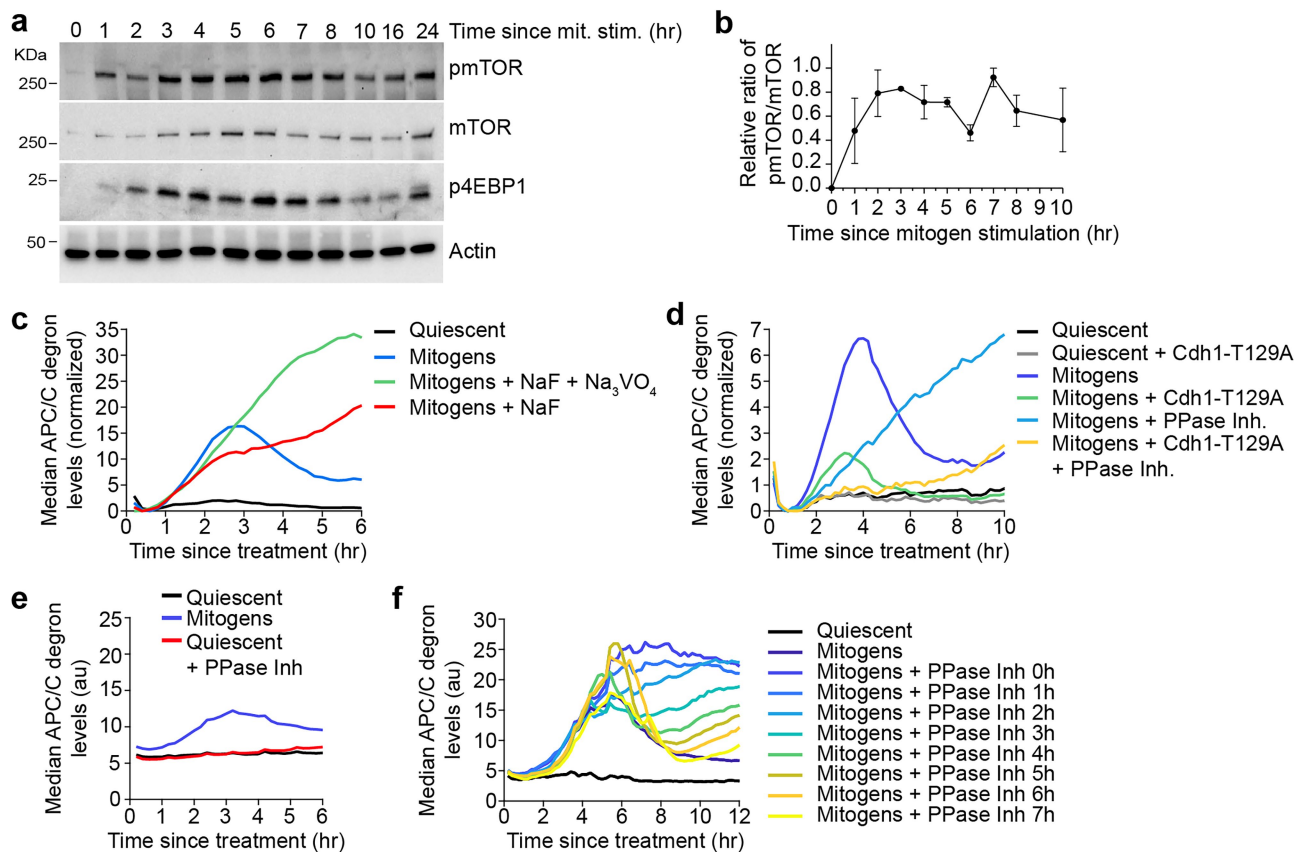 a
0 1 2 3 4 5 6 7 8 10 16 24 Time since mit. stim. (hr)
KDa
250
pmTOR
250
mTOR
25
p4EBP1
50
Actin
b
Relative ratio of
pmTOR/mTOR
1.0
0.8
0.6
0.4
0.2
0.0
0 1 2 3 4 5 6 7 8 9 10
Time since mitogen stimulation (hr)
c
Median APC/C degron
levels (normalized)
35
30
25
20
15
10
5
0
0 2 3 4 5 6
Time since treatment (hr)
Quiescent
Mitogens
Mitogens + NaF + Na3VO4
Mitogens + NaF
d
Median APC/C degron
levels (normalized)
7
6
5
4
3
2
1
0
0 2 4 6 8 10
Time since treatment (hr)
Quiescent
Quiescent + Cdh1-T129A
Mitogens
Mitogens + Cdh1-T129A
Mitogens + PPase Inh.
Mitogens + Cdh1-T129A
+ PPase Inh.
e
Quiescent
Mitogens
Quiescent
+ PPase Inh
Median APC/C degron
levels (au)
25
20
15
10
5
0
0 1 2 3 4 5 6
Time since treatment (hr)
f
Median APC/C degron
levels (au)
30
25
20
15
10
5
0
0 2 4 6 8 10 12
Time since treatment (hr)
Quiescent
Mitogens
Mitogens + PPase Inh 0h
Mitogens + PPase Inh 1h
Mitogens + PPase Inh 2h
Mitogens + PPase Inh 3h
Mitogens + PPase Inh 4h
Mitogens + PPase Inh 5h
Mitogens + PPase Inh 6h
Mitogens + PPase Inh 7h